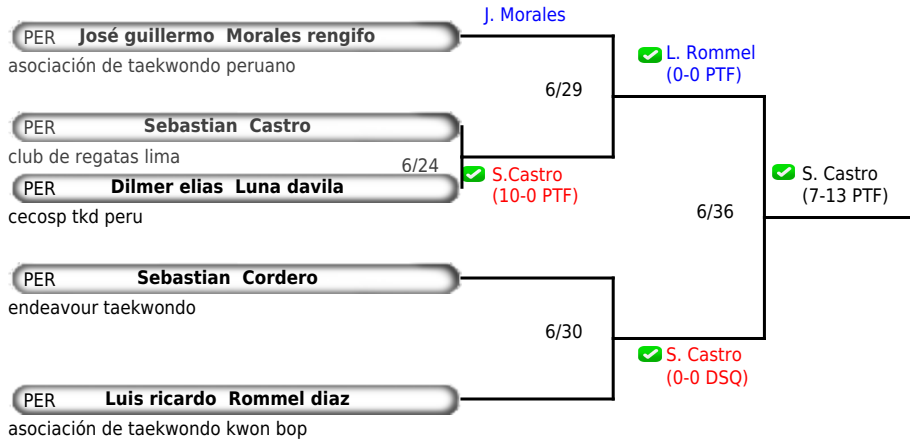 J. Morales
PER José guillermo Morales rengifo
asociación de taekwondo peruano
L. Rommel
(0-0 PTF)
6/29
PER Sebastian Castro
club de regatas lima
6/24
S.Castro
(10-0 PTF)
S. Castro
(7-13 PTF)
PER Dilmer elias Luna davila
cecosp tkd peru
6/36
PER Sebastian Cordero
endeavour taekwondo
6/30
S. Castro
(0-0 DSQ)
PER Luis ricardo Rommel diaz
asociación de taekwondo kwon bop